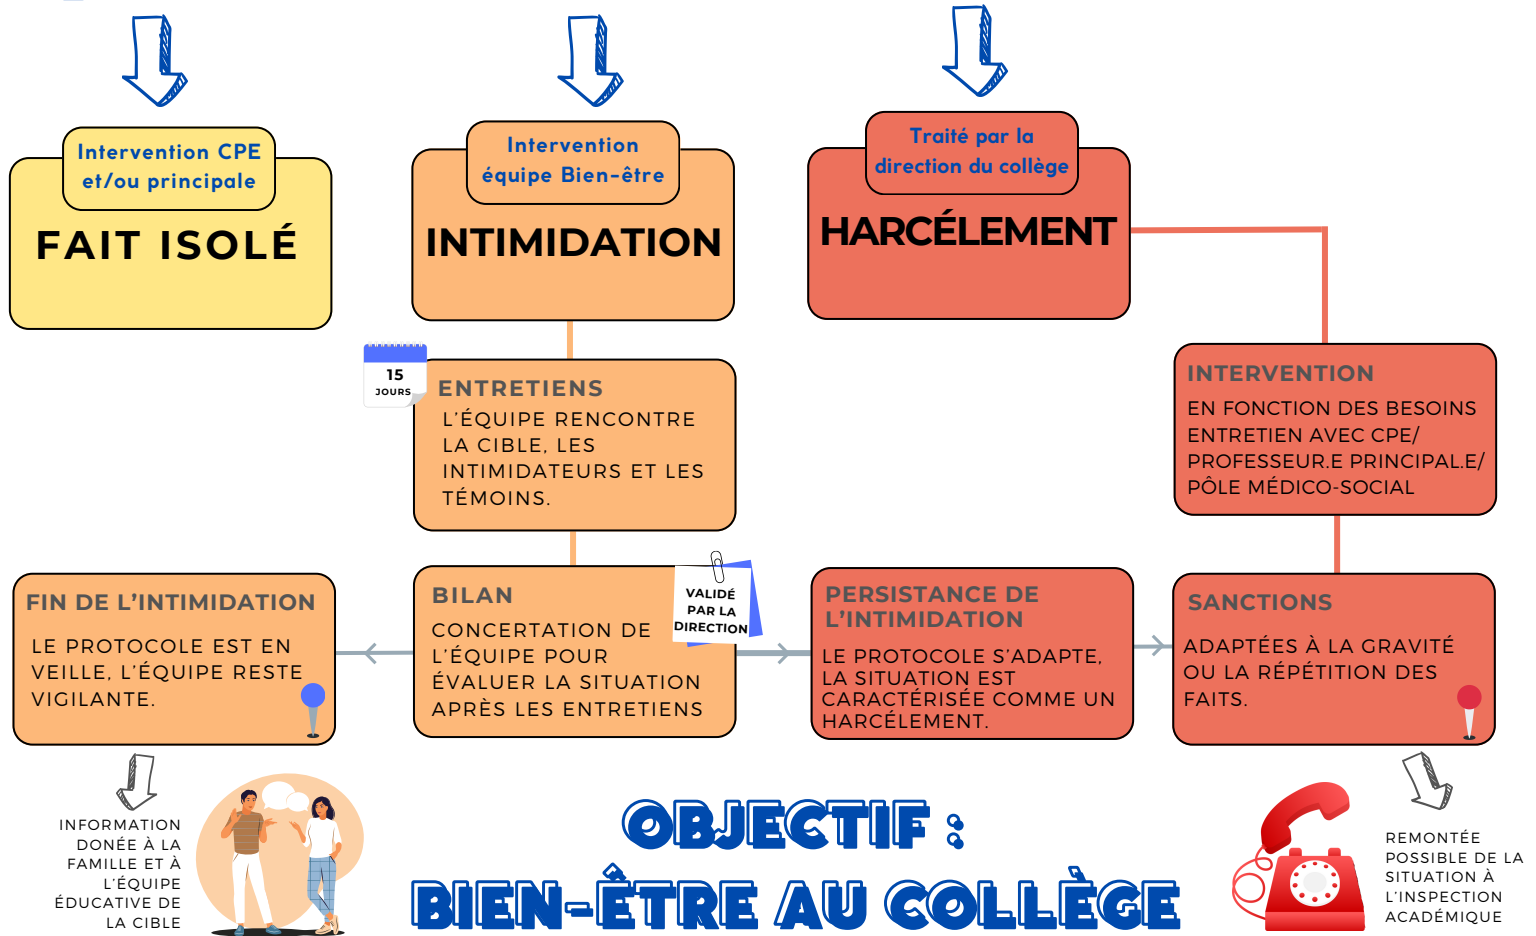 Intervention CPE
et/ou principale
FAIT ISOLÉ
Intervention
équipe Bien-être
INTIMIDATION
Traité par la
direction du collège
HARCÉLEMENT
15
JOURS
ENTRETIENS
L'ÉQUIPE RENCONTRE
LA CIBLE, LES
INTIMIDATEURS ET LES
TÉMOINS.
INTERVENTION
EN FONCTION DES BESOINS
ENTRETIEN AVEC CPE/
PROFESSEUR.E PRINCIPAL.E/
PÔLE MÉDICO-SOCIAL
FIN DE L'INTIMIDATION
LE PROTOCOLE EST EN
VEILLE, L'ÉQUIPE RESTE
VIGILANTE.
BILAN
CONCERTATION DE
L'ÉQUIPE POUR
ÉVALUER LA SITUATION
APRÈS LES ENTRETIENS
VALIDÉ
PAR LA
DIRECTION
PERSISTANCE DE
L'INTIMIDATION
LE PROTOCOLE S'ADAPTE,
LA SITUATION EST
CARACTÉRISÉE COMME UN
HARCÉLEMENT.
SANCTIONS
ADAPTÉES À LA GRAVITÉ
OU LA RÉPÉTITION DES
FAITS.
INFORMATION
DONÉE À LA
FAMILLE ET À
L'ÉQUIPE
ÉDUCATIVE DE
LA CIBLE
OBJECTIF :
BIEN-ÊTRE AU COLLÈGE
REMONTÉE
POSSIBLE DE LA
SITUATION À
L'INSPECTION
ACADÉMIQUE